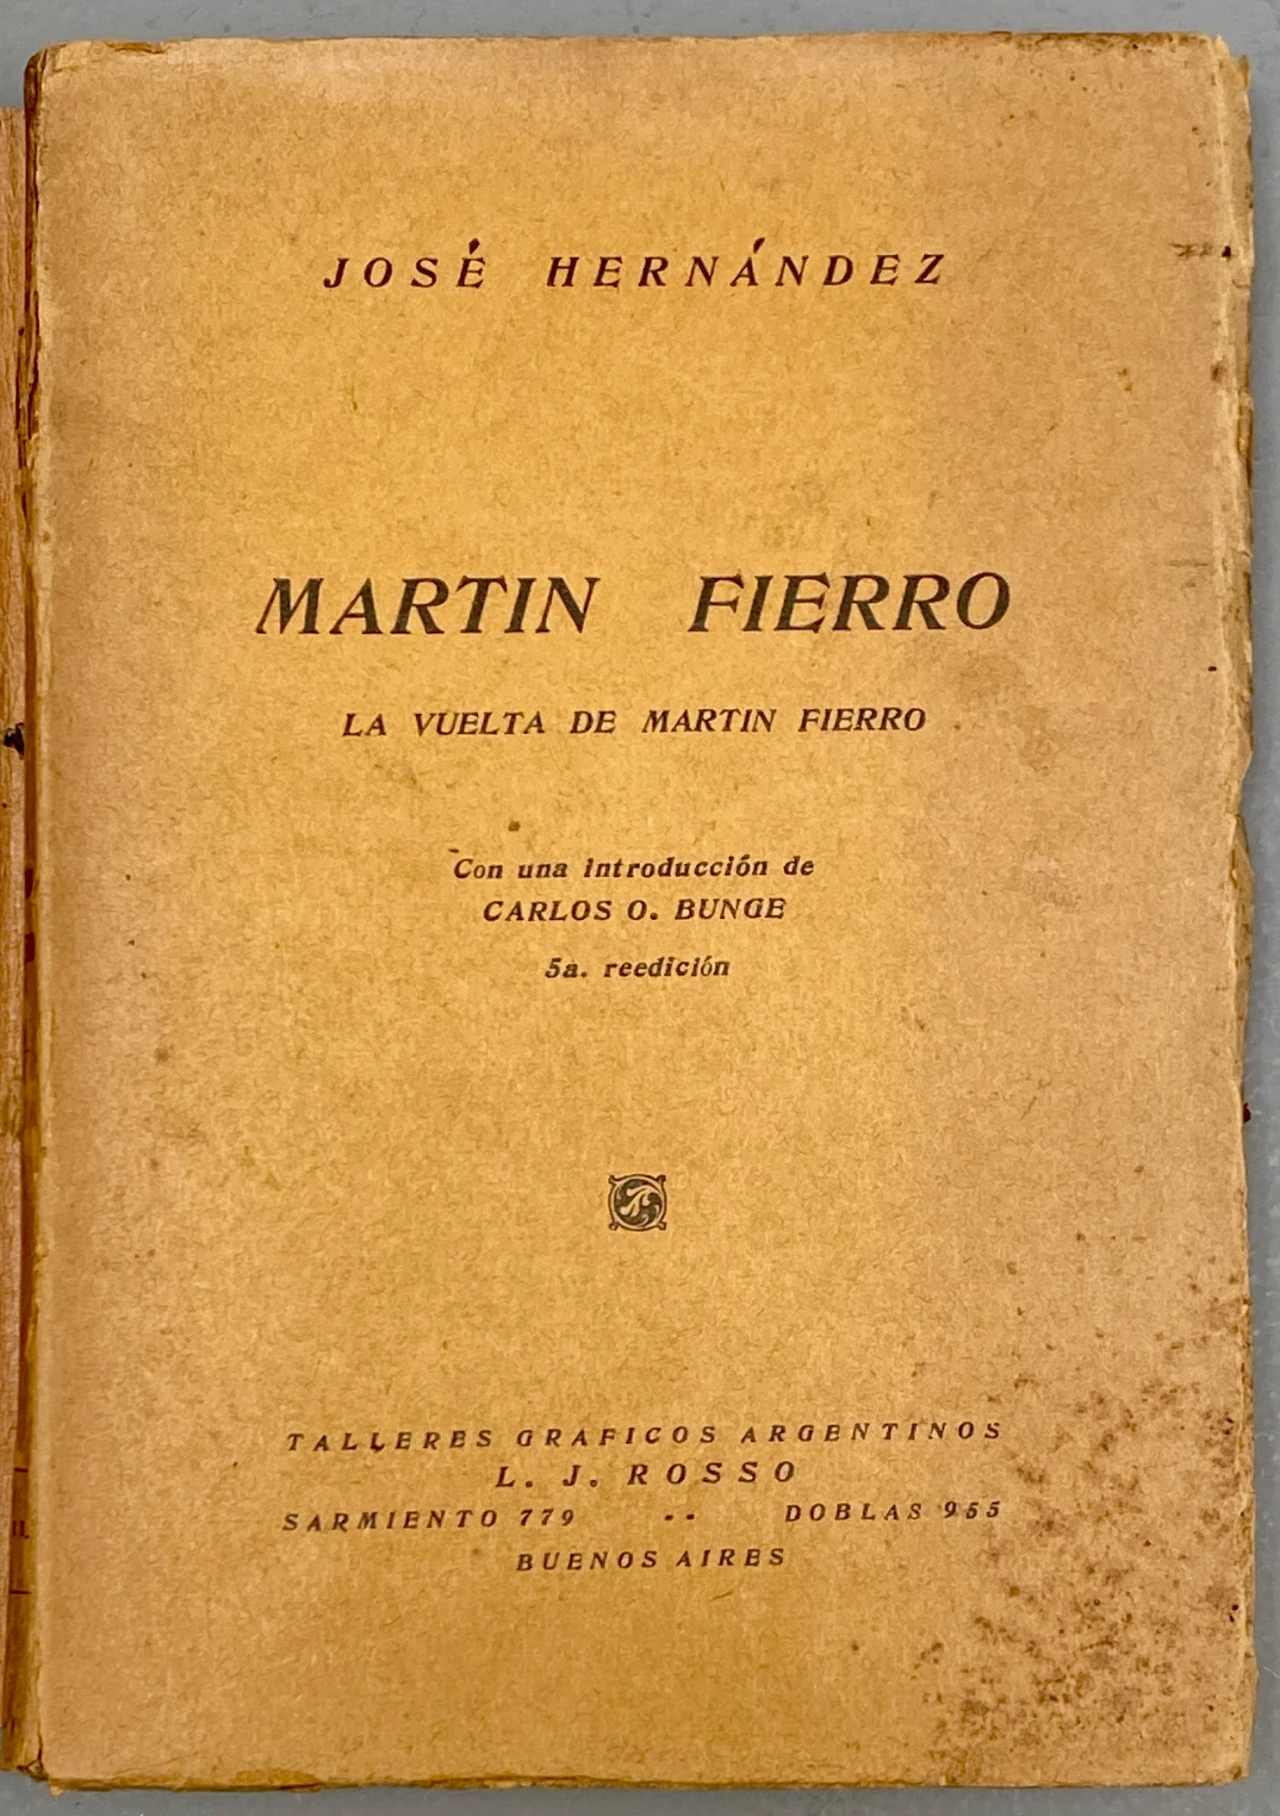 JOSÉ HERNÁNDEZ
MARTIN FIERRO
LA VUELTA DE MARTIN FIERRO
Con una introducción de
CARLOS O. BUNGE
5a. reedición
TALLERES GRAFICOS ARGENTINOS
L. J. ROSSO
SARMIENTO 779 -- DOBLAS 955
BUENOS AIRES